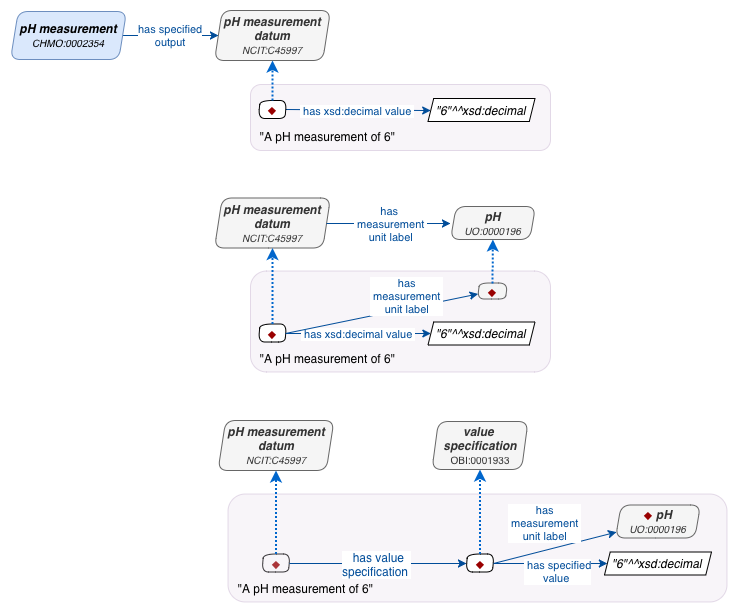 pH measurement
CHMO:0002354
has specified
output
pH measurement
datum
NCIT:C45997
has xsd:decimal value
"6"^^xsd:decimal
"A pH measurement of 6"
pH measurement
datum
NCIT:C45997
has
measurement
unit label
pH
UO:0000196
has
measurement
unit label
has xsd:decimal value
"6"^^xsd:decimal
"A pH measurement of 6"
pH measurement
datum
NCIT:C45997
value
specification
OBI:0001933
has
measurement
unit label
pH
UO:0000196
has value
specification
has specified
value
"6"^^xsd:decimal
"A pH measurement of 6"